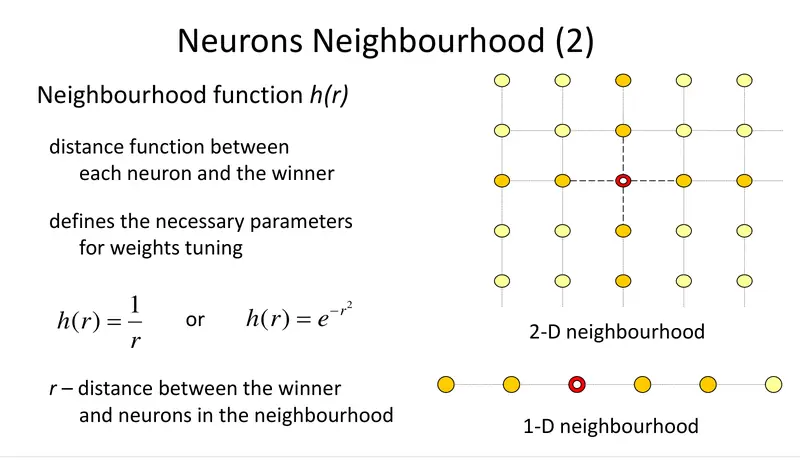 Neurons Neighbourhood (2)
Neighbourhood function h(r)
distance function between
each neuron and the winner
defines the necessary parameters
for weights tuning
h(r) = 1/r or h(r) = e^{-r^2}
r – distance between the winner
and neurons in the neighbourhood
2-D neighbourhood
1-D neighbourhood